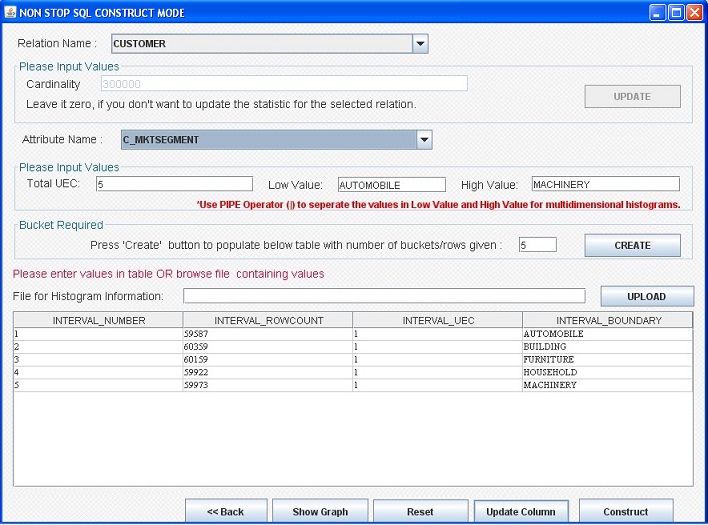 NON STOP SQL CONSTRUCT MODE
Relation Name : CUSTOMER
Please Input Values
Cardinality 300000
UPDATE
Leave it zero, if you don't want to update the statistic for the selected relation.
Attribute Name : C_MKTSEGMENT
Please Input Values
Total UEC: 5 Low Value: AUTOMOBILE High Value: MACHINERY
*Use PIPE Operator (|) to seperate the values in Low Value and High Value for multidimensional histograms.
Bucket Required
Press 'Create' button to populate below table with number of buckets/rows given : 5 CREATE
Please enter values in table OR browse file containing values
File for Histogram Information: UPLOAD
INTERVAL_NUMBER INTERVAL_ROWCOUNT INTERVAL_UEC INTERVAL_BOUNDARY
1 59587 1 AUTOMOBILE
2 60359 1 BUILDING
3 60159 1 FURNITURE
4 59922 1 HOUSEHOLD
5 59973 1 MACHINERY
<< Back Show Graph Reset Update Column Construct